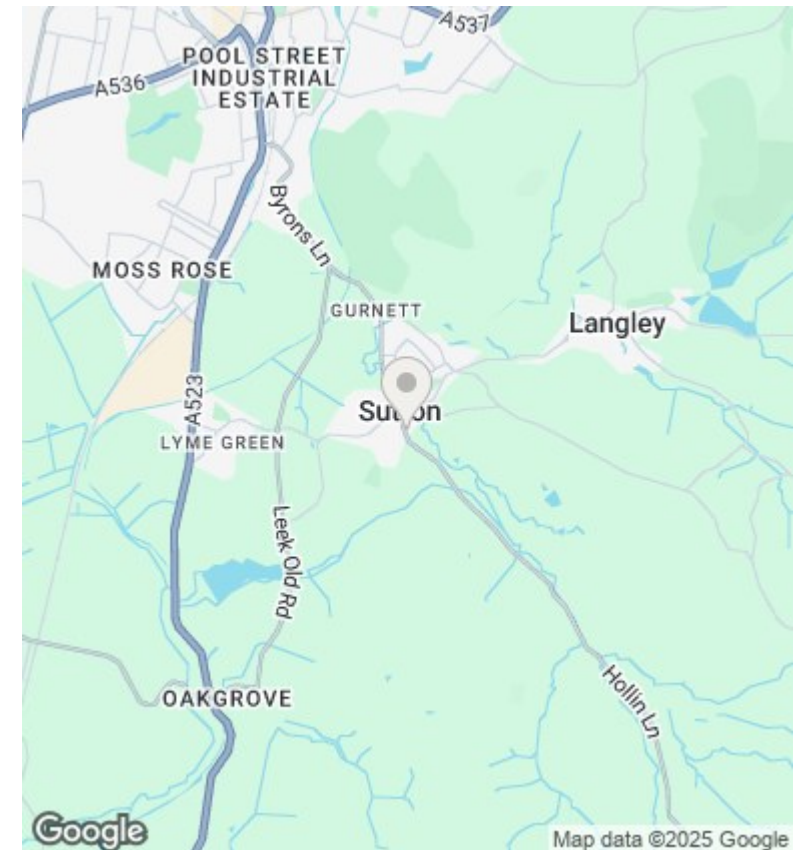 A537
POOL STREET
INDUSTRIAL
ESTATE
A536
Byrons Ln
MOSS ROSE
GURNETT
Langley
A523
Sutton
LYME GREEN
Leek Old Rd
OAKGROVE
Hollin Ln
Google
Map data ©2025 Google